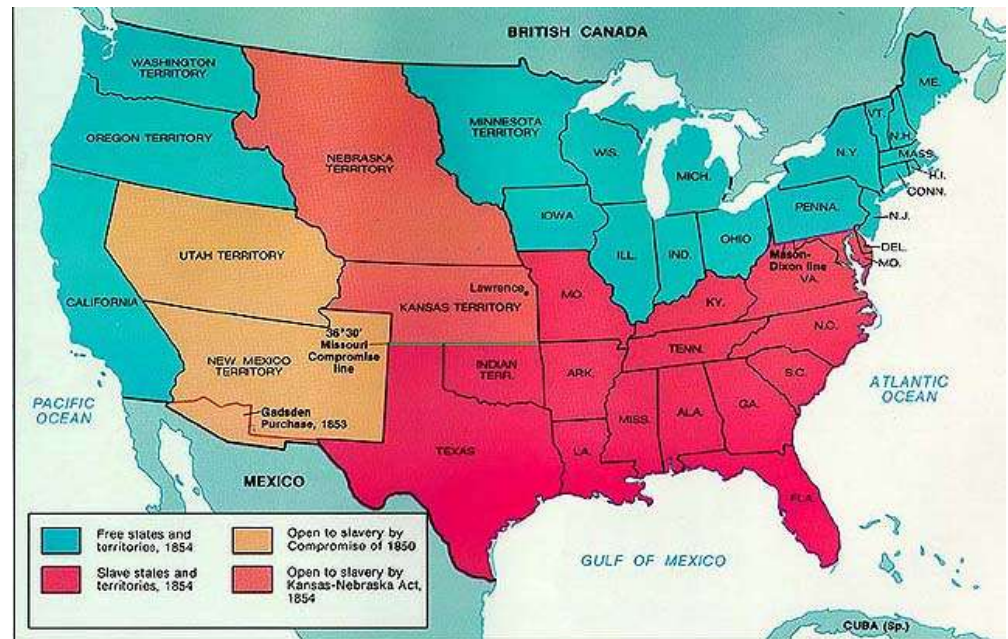 BRITISH CANADA
WASHINGTON
TERRITORY
OREGON TERRITORY
NEBRASKA
TERRITORY
MINNESOTA
TERRITORY
WIS.
MICH.
ME.
VT.
N.H.
N.Y.
MASS.
R.I.
CONN.
IOWA
PENNA.
N.J.
ILL.
IND.
OHIO
DEL.
MO.
Mason-
Dixon line
VA.
UTAH TERRITORY
CALIFORNIA
Lawrence
KANSAS TERRITORY
MO.
KY.
36°30'
Missouri
Compromise
line
NEW MEXICO
TERRITORY
INDIAN
TERR.
ARK.
TENN.
N.C.
S.C.
PACIFIC
OCEAN
Gadsden
Purchase, 1853
TEXAS
LA.
MISS.
ALA.
GA.
FLA.
ATLANTIC
OCEAN
MEXICO
GULF OF MEXICO
CUBA (Sp.)
Free states and
territories, 1854
Open to slavery by
Compromise of 1850
Slave states and
territories, 1854
Open to slavery by
Kansas-Nebraska Act,
1854